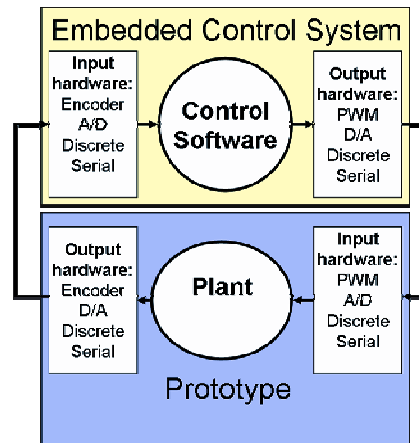 Embedded Control System
Input
hardware:
Encoder
A/D
Discrete
Serial
Control
Software
Output
hardware:
PWM
D/A
Discrete
Serial
Output
hardware:
Encoder
D/A
Discrete
Serial
Plant
Input
hardware:
PWM
A/D
Discrete
Serial
Prototype